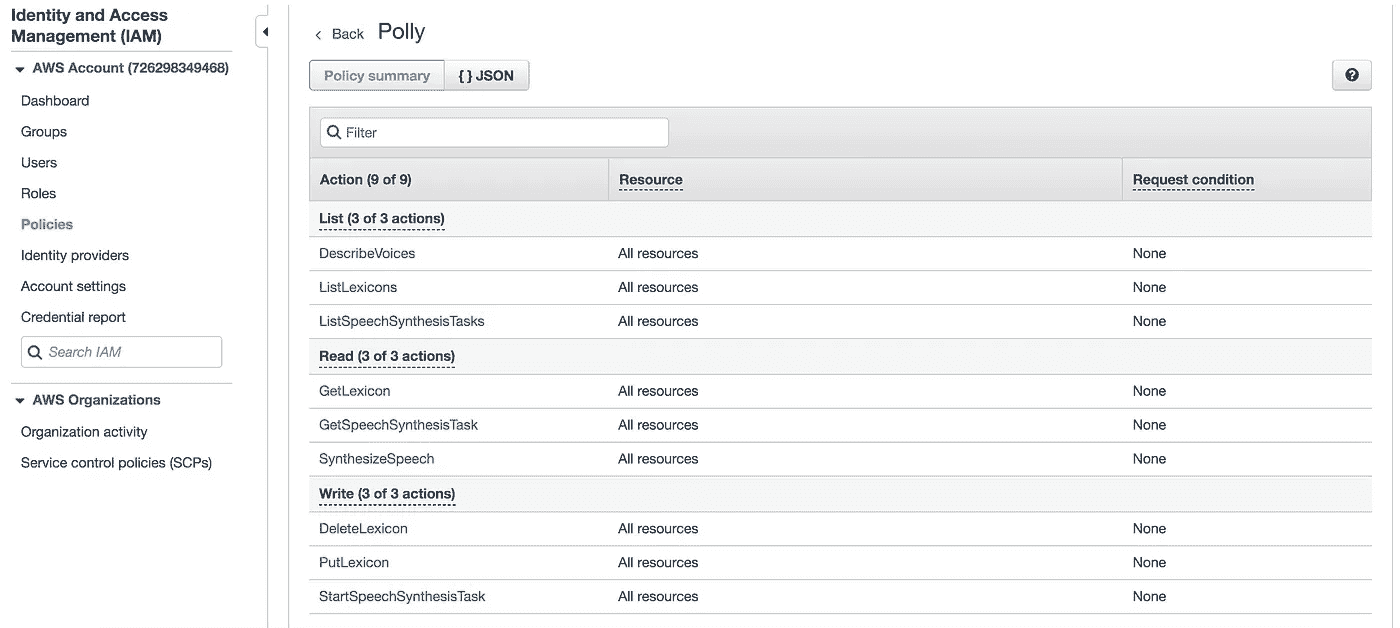 Identity and Access
Management (IAM)
AWS Account (726298349468)
Dashboard
Groups
Users
Roles
Policies
Identity providers
Account settings
Credential report
Search IAM
AWS Organizations
Organization activity
Service control policies (SCPs)
Back Polly
Policy summary { } JSON ?
Filter
Action (9 of 9) Resource Request condition
List (3 of 3 actions)
DescribeVoices All resources None
ListLexicons All resources None
ListSpeechSynthesisTasks All resources None
Read (3 of 3 actions)
GetLexicon All resources None
GetSpeechSynthesisTask All resources None
SynthesizeSpeech All resources None
Write (3 of 3 actions)
DeleteLexicon All resources None
PutLexicon All resources None
StartSpeechSynthesisTask All resources None